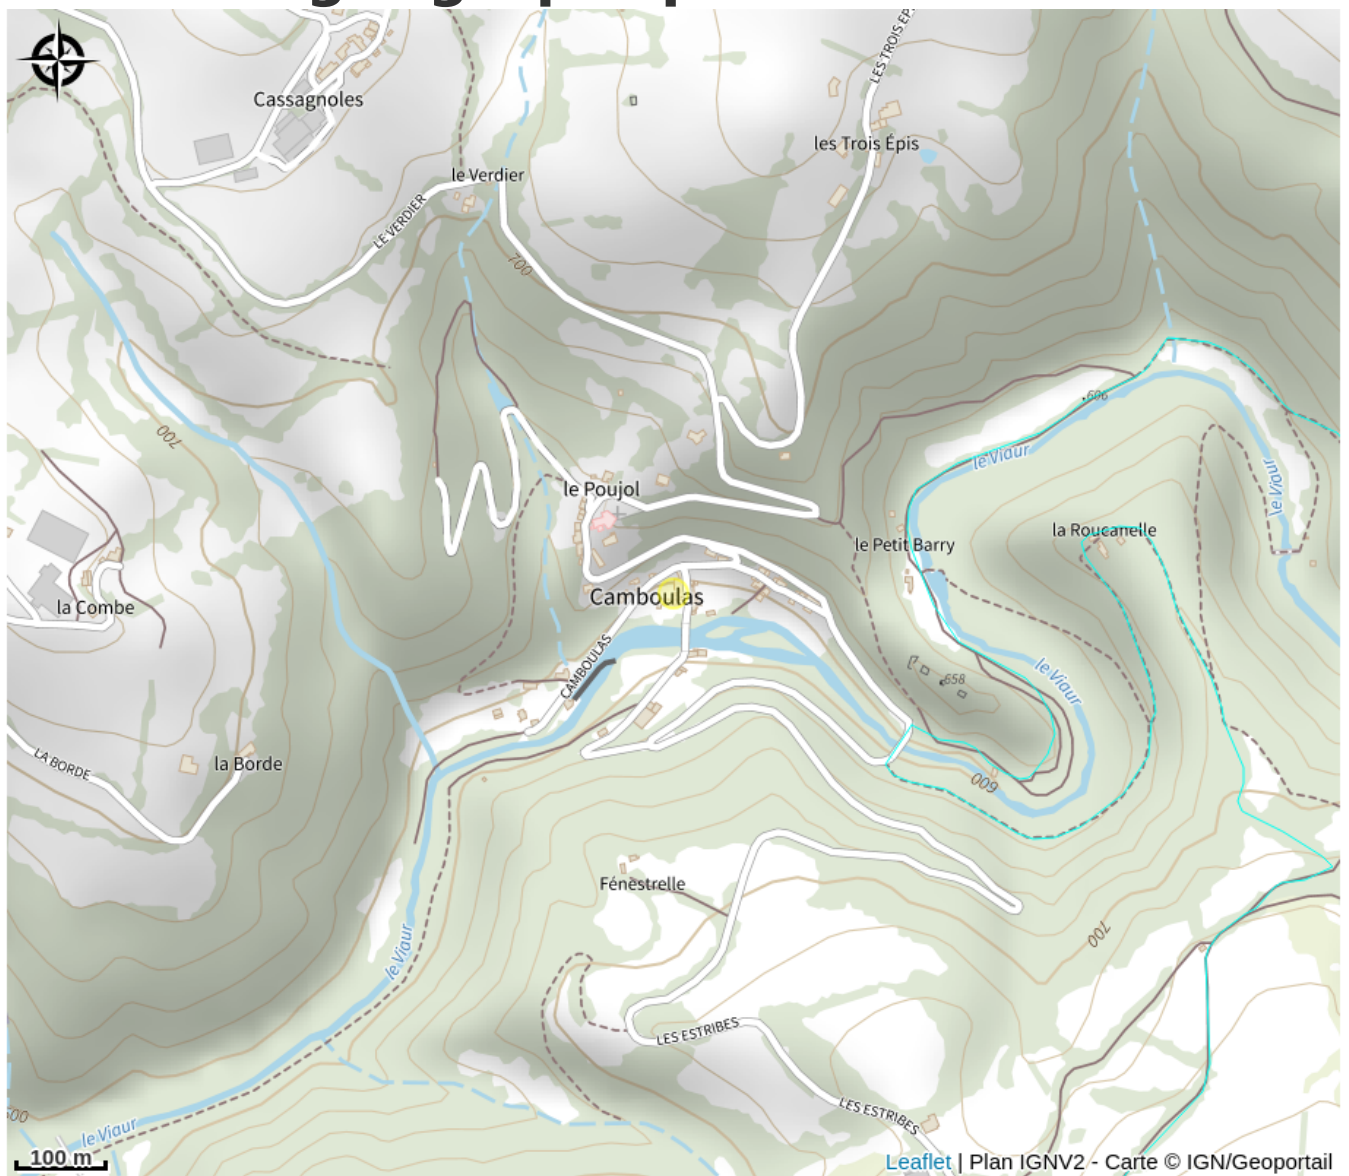 LES TROIS ÉPIS
Cassagnoles
les Trois Épis
le Verdier
LE VERDIER
700
606
700
le Viaur
le Viaur
le Poujol
la Roucanelle
le Petit Barry
Camboulas
la Combe
CAMBOULAS
658
le Viaur
LA BORDE
la Borde
600
Fénestrelle
700
le Viaur
LES ESTRIBES
LES ESTRIBES
600
le Viaur
100 m
Leaflet | Plan IGNV2 - Carte © IGN/Geoportail